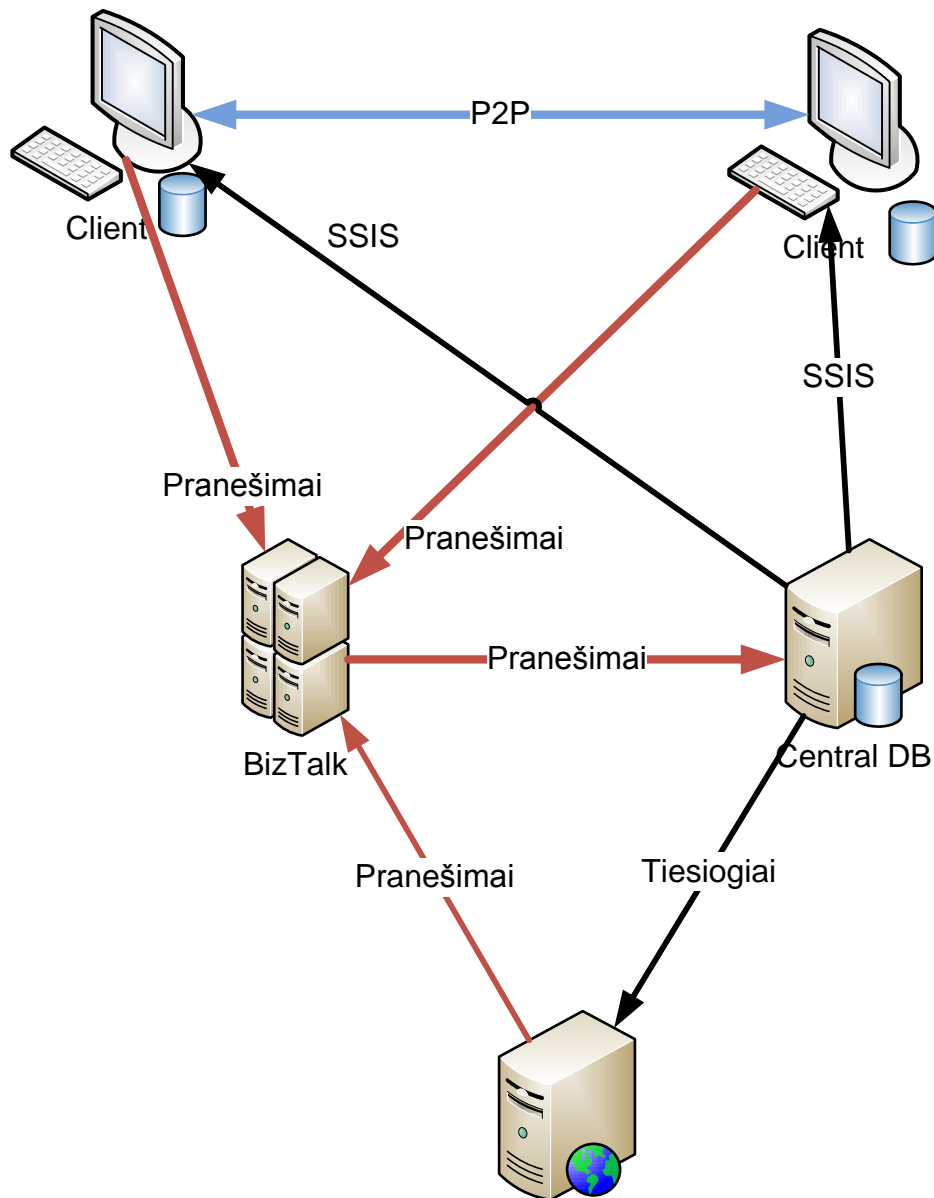 P2P
Client
SSIS
Client
SSIS
Pranešimai
Pranešimai
Pranešimai
BizTalk
Central DB
Pranešimai
Tiesiogiai